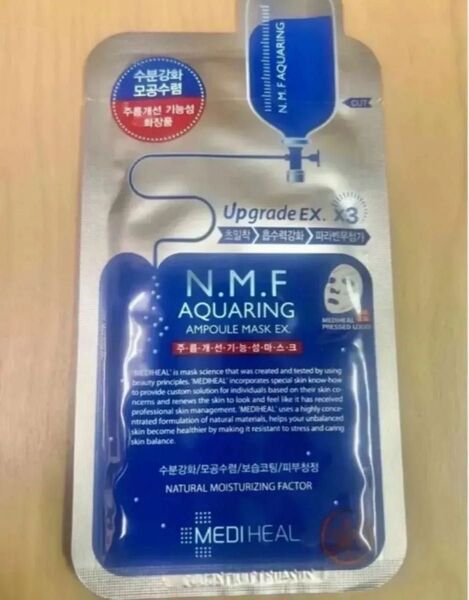 수분강화
모공수렴
주름개선 기능성
화장품
N.M.F AQUARING
CUT
Upgrade EX. x3
초밀착 흡수력강화 파라벤무첨가
N.M.F
AQUARING
AMPOULE MASK EX.
주·름·개·선·기·능·성·마·스·크
MEDIHEAL
PRESSED LOGO
'MEDIHEAL' is mask science that was created and tested by using
beauty principles. 'MEDIHEAL' incorporates special skin know-how
to provide custom solution for individuals based on their skin co-
ncerns and renews the skin to look and feel like it has received
professional skin management. 'MEDIHEAL' uses a highly conce-
ntrated formulation of natural materials, helps your unbalanced
skin become healthier by making it resistant to stress and caring
skin balance.
수분강화/모공수렴/보습코팅/피부청정
NATURAL MOISTURIZING FACTOR
MEDIHEAL